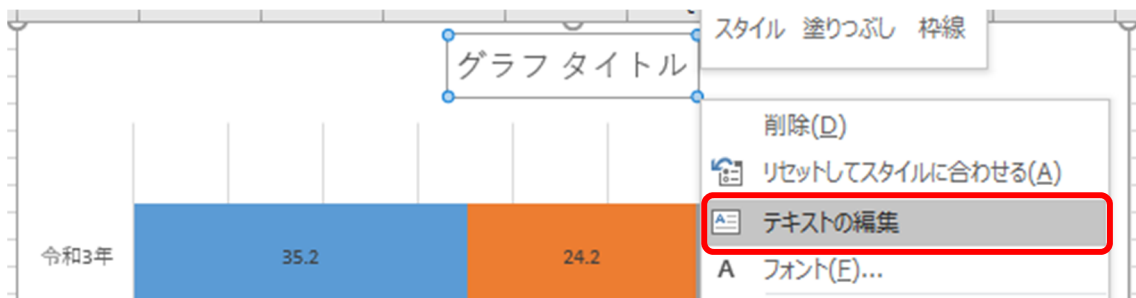 スタイル 塗りつぶし 枠線
グラフ タイトル
削除(D)
リセットしてスタイルに合わせる(A)
テキストの編集
フォント(F)...
令和3年
35.2
24.2